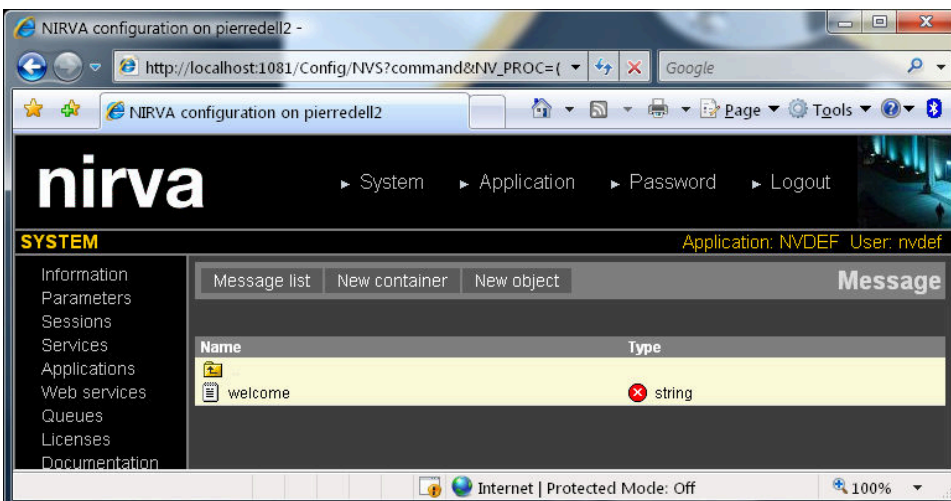 NIRVA configuration on pierredell2 -
http://localhost:1081/Config/NVS?command&NV_PROC=(
Google
NIRVA configuration on pierredell2
Page
Tools
nirva
System
Application
Password
Logout
SYSTEM
Application: NVDEF User: nvdef
Information
Parameters
Sessions
Services
Applications
Web services
Queues
Licenses
Documentation
Message list
New container
New object
Message
Name Type
..
welcome string
Internet | Protected Mode: Off
100%